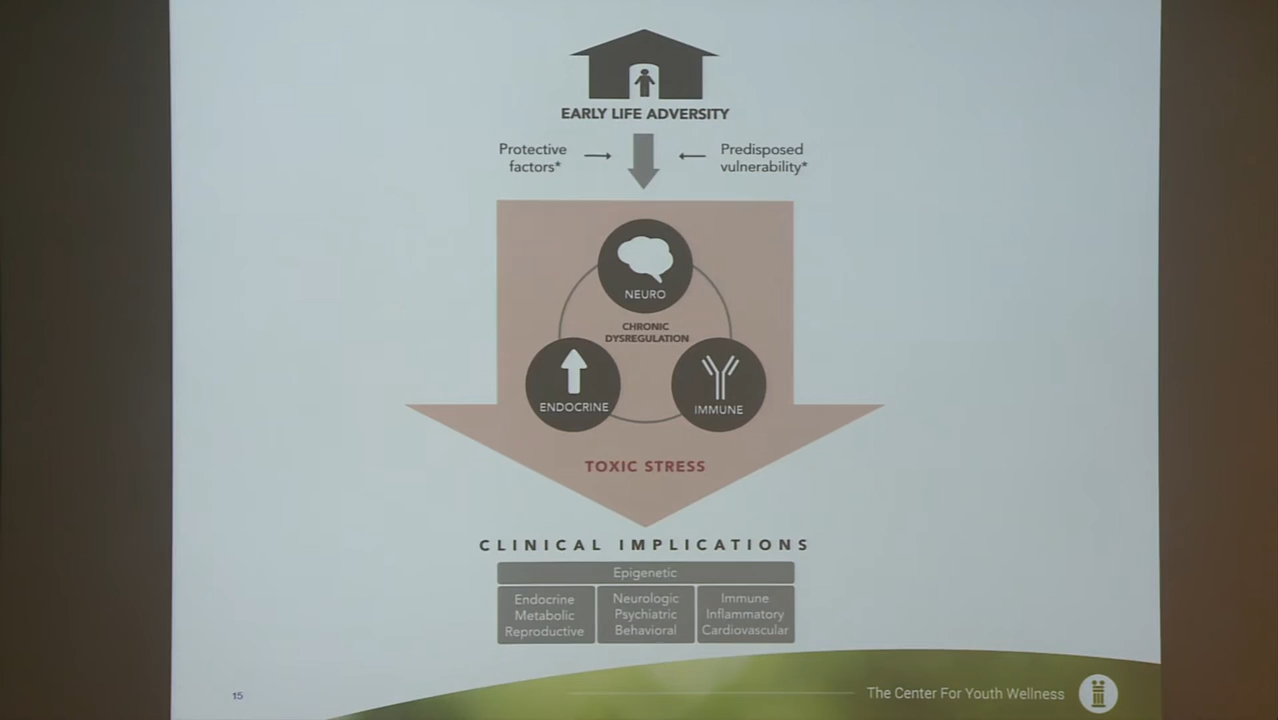 EARLY LIFE ADVERSITY
Protective
factors*
Predisposed
vulnerability*
NEURO
CHRONIC
DYSREGULATION
ENDOCRINE
IMMUNE
TOXIC STRESS
CLINICAL IMPLICATIONS
Epigenetic
Endocrine
Metabolic
Reproductive
Neurologic
Psychiatric
Behavioral
Immune
Inflammatory
Cardiovascular
15
The Center For Youth Wellness